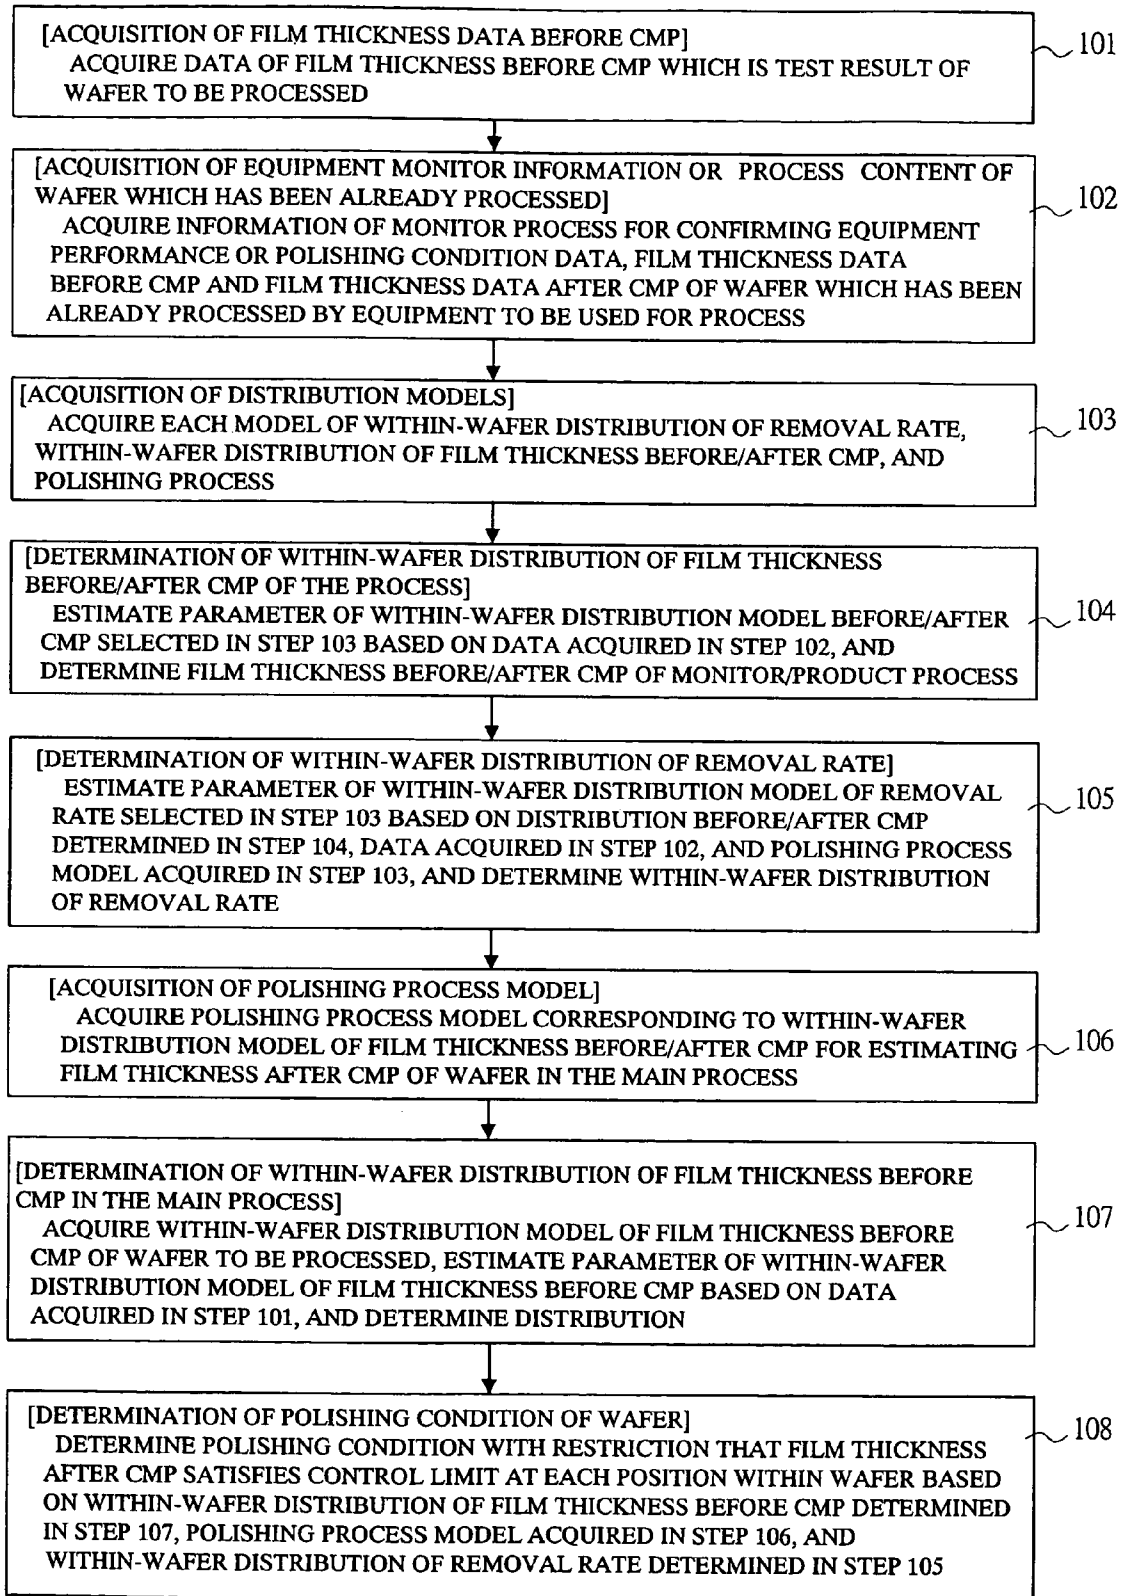 [ACQUISITION OF FILM THICKNESS DATA BEFORE CMP]
ACQUIRE DATA OF FILM THICKNESS BEFORE CMP WHICH IS TEST RESULT OF
WAFER TO BE PROCESSED
101
[ACQUISITION OF EQUIPMENT MONITOR INFORMATION OR PROCESS CONTENT OF
WAFER WHICH HAS BEEN ALREADY PROCESSED]
ACQUIRE INFORMATION OF MONITOR PROCESS FOR CONFIRMING EQUIPMENT
PERFORMANCE OR POLISHING CONDITION DATA, FILM THICKNESS DATA
BEFORE CMP AND FILM THICKNESS DATA AFTER CMP OF WAFER WHICH HAS BEEN
ALREADY PROCESSED BY EQUIPMENT TO BE USED FOR PROCESS
102
[ACQUISITION OF DISTRIBUTION MODELS]
ACQUIRE EACH MODEL OF WITHIN-WAFER DISTRIBUTION OF REMOVAL RATE,
WITHIN-WAFER DISTRIBUTION OF FILM THICKNESS BEFORE/AFTER CMP, AND
POLISHING PROCESS
103
[DETERMINATION OF WITHIN-WAFER DISTRIBUTION OF FILM THICKNESS
BEFORE/AFTER CMP OF THE PROCESS]
ESTIMATE PARAMETER OF WITHIN-WAFER DISTRIBUTION MODEL BEFORE/AFTER
CMP SELECTED IN STEP 103 BASED ON DATA ACQUIRED IN STEP 102, AND
DETERMINE FILM THICKNESS BEFORE/AFTER CMP OF MONITOR/PRODUCT PROCESS
104
[DETERMINATION OF WITHIN-WAFER DISTRIBUTION OF REMOVAL RATE]
ESTIMATE PARAMETER OF WITHIN-WAFER DISTRIBUTION MODEL OF REMOVAL
RATE SELECTED IN STEP 103 BASED ON DISTRIBUTION BEFORE/AFTER CMP
DETERMINED IN STEP 104, DATA ACQUIRED IN STEP 102, AND POLISHING PROCESS
MODEL ACQUIRED IN STEP 103, AND DETERMINE WITHIN-WAFER DISTRIBUTION
OF REMOVAL RATE
105
[ACQUISITION OF POLISHING PROCESS MODEL]
ACQUIRE POLISHING PROCESS MODEL CORRESPONDING TO WITHIN-WAFER
DISTRIBUTION MODEL OF FILM THICKNESS BEFORE/AFTER CMP FOR ESTIMATING
FILM THICKNESS AFTER CMP OF WAFER IN THE MAIN PROCESS
106
[DETERMINATION OF WITHIN-WAFER DISTRIBUTION OF FILM THICKNESS BEFORE
CMP IN THE MAIN PROCESS]
ACQUIRE WITHIN-WAFER DISTRIBUTION MODEL OF FILM THICKNESS BEFORE
CMP OF WAFER TO BE PROCESSED, ESTIMATE PARAMETER OF WITHIN-WAFER
DISTRIBUTION MODEL OF FILM THICKNESS BEFORE CMP BASED ON DATA
ACQUIRED IN STEP 101, AND DETERMINE DISTRIBUTION
107
[DETERMINATION OF POLISHING CONDITION OF WAFER]
DETERMINE POLISHING CONDITION WITH RESTRICTION THAT FILM THICKNESS
AFTER CMP SATISFIES CONTROL LIMIT AT EACH POSITION WITHIN WAFER BASED
ON WITHIN-WAFER DISTRIBUTION OF FILM THICKNESS BEFORE CMP DETERMINED
IN STEP 107, POLISHING PROCESS MODEL ACQUIRED IN STEP 106, AND
WITHIN-WAFER DISTRIBUTION OF REMOVAL RATE DETERMINED IN STEP 105
108